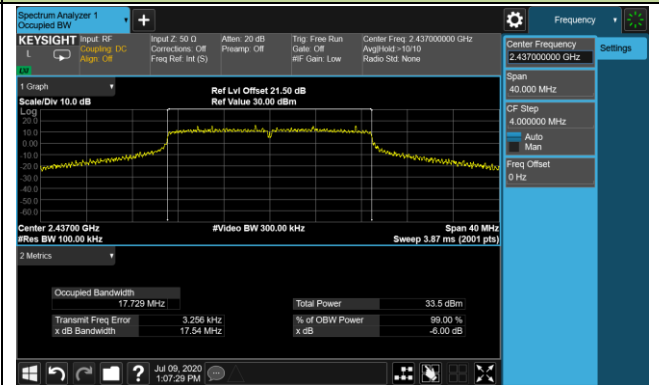 Spectrum Analyzer 1
Occupied BW
Frequency
KEYSIGHT
L
Input: RF
Coupling: DC
Align: Off
Input Z: 50 Ω
Corrections: Off
Freq Ref: Int (S)
Atten: 20 dB
Preamp: Off
Trig: Free Run
Gate: Off
#IF Gain: Low
Center Freq: 2.437000000 GHz
Avg|Hold:>10/10
Radio Std: None
Center Frequency
2.437000000 GHz
Settings
Span
40.000 MHz
CF Step
4.000000 MHz
Auto
Man
Freq Offset
0 Hz
1 Graph
Scale/Div 10.0 dB
Ref Lvl Offset 21.50 dB
Ref Value 30.00 dBm
Log
20.0
10.0
0.00
-10.0
-20.0
-30.0
-40.0
-50.0
-60.0
Center 2.43700 GHz
#Video BW 300.00 kHz
Span 40 MHz
#Res BW 100.00 kHz
Sweep 3.87 ms (2001 pts)
2 Metrics
Occupied Bandwidth
17.729 MHz
Total Power 33.5 dBm
Transmit Freq Error 3.256 kHz
% of OBW Power 99.00 %
x dB Bandwidth 17.54 MHz
x dB -6.00 dB
?
Jul 09, 2020
1:07:29 PM